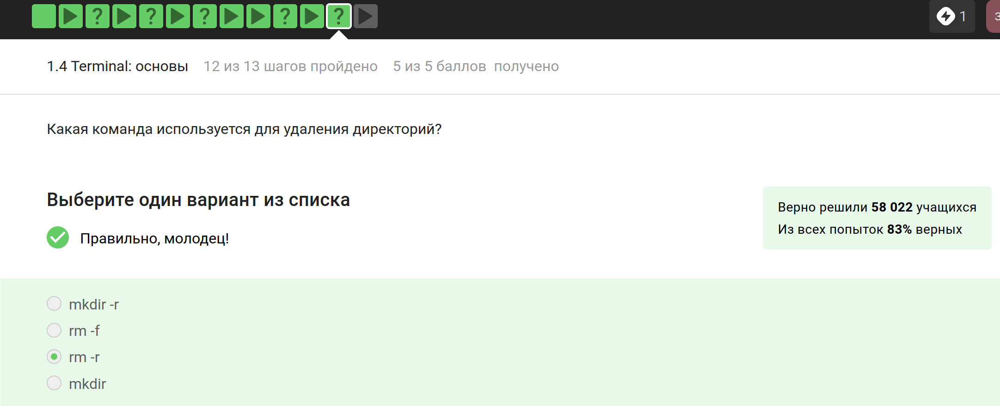 ? ? ? ? ?
1
1.4 Terminal: основы 12 из 13 шагов пройдено 5 из 5 баллов получено
Какая команда используется для удаления директорий?
Выберите один вариант из списка
Правильно, молодец!
Верно решили 58 022 учащихся
Из всех попыток 83% верных
mkdir -r
rm -f
rm -r
mkdir